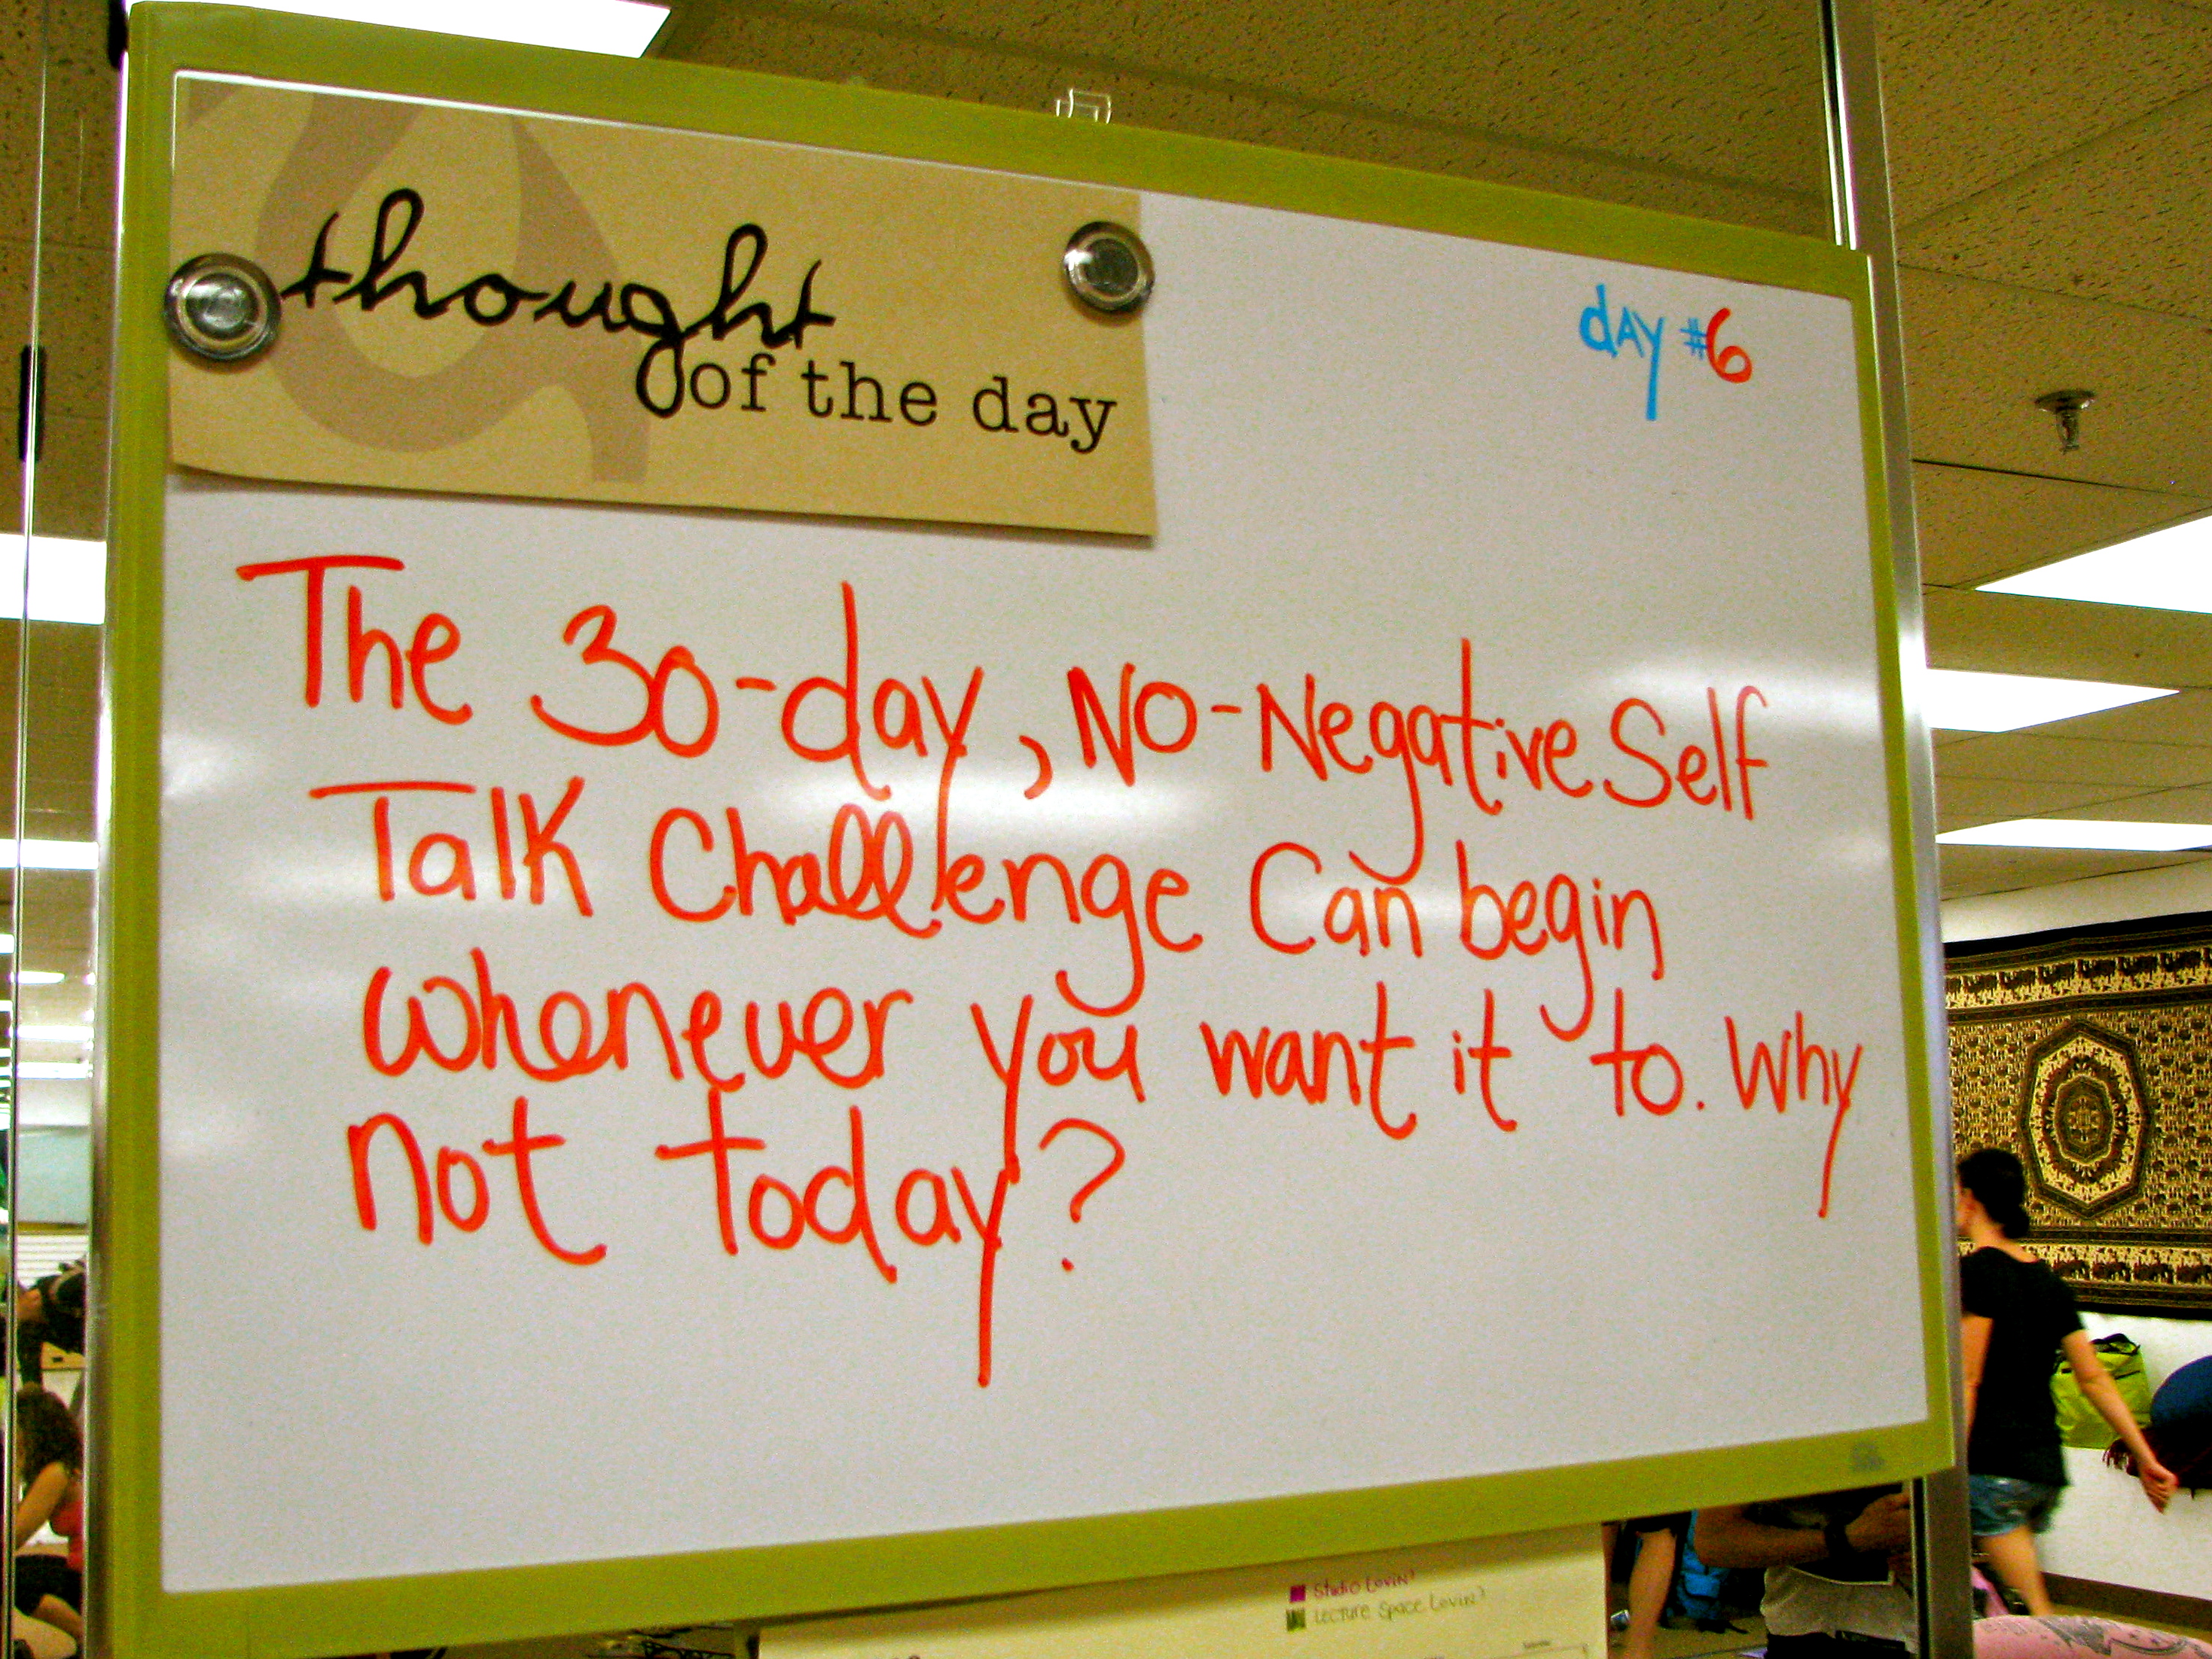 thought
of the day
dAY #6
The 30-day, No-Negative Self
Talk Challenge Can begin
whenever you want it to. Why
not today?
Studio Lovin'
Lecture Space Lovin'